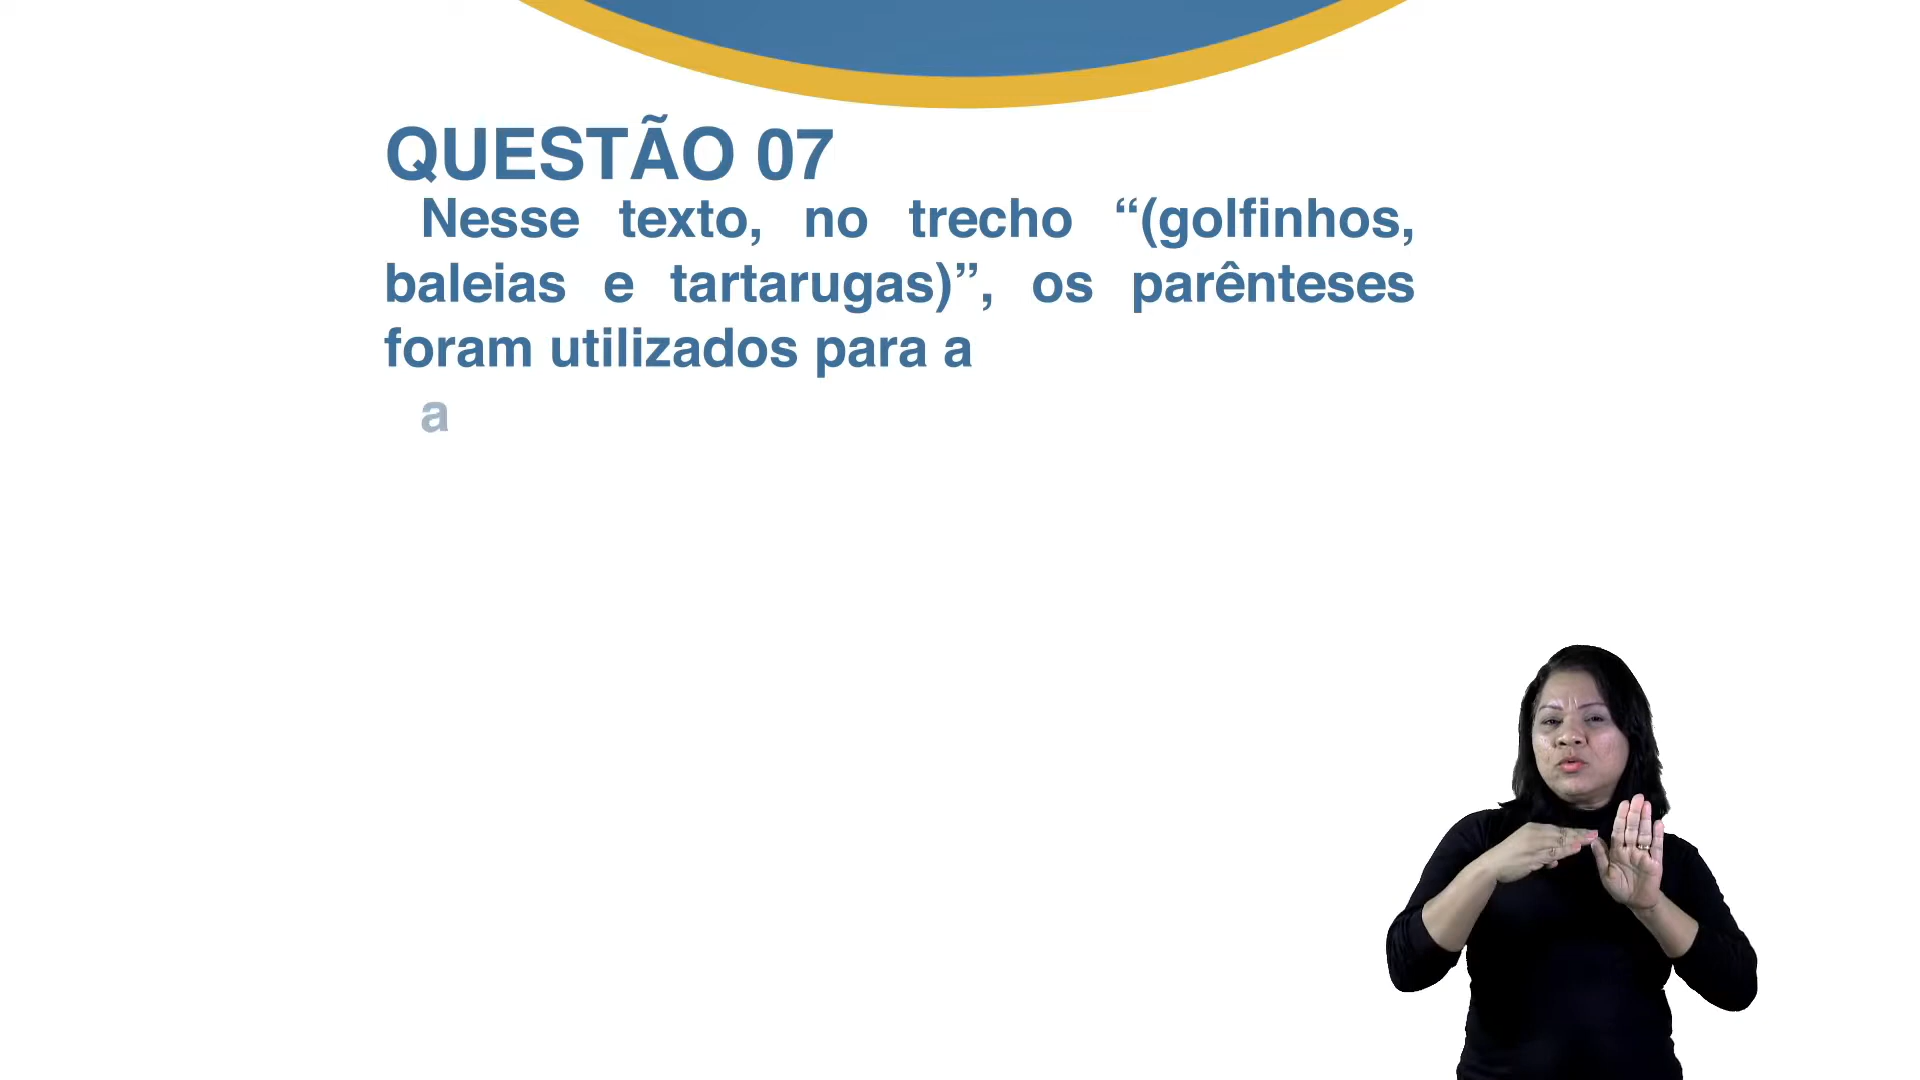 QUESTÃO 07
Nesse texto, no trecho “(golfinhos,
baleias e tartarugas)”, os parênteses
foram utilizados para a
a